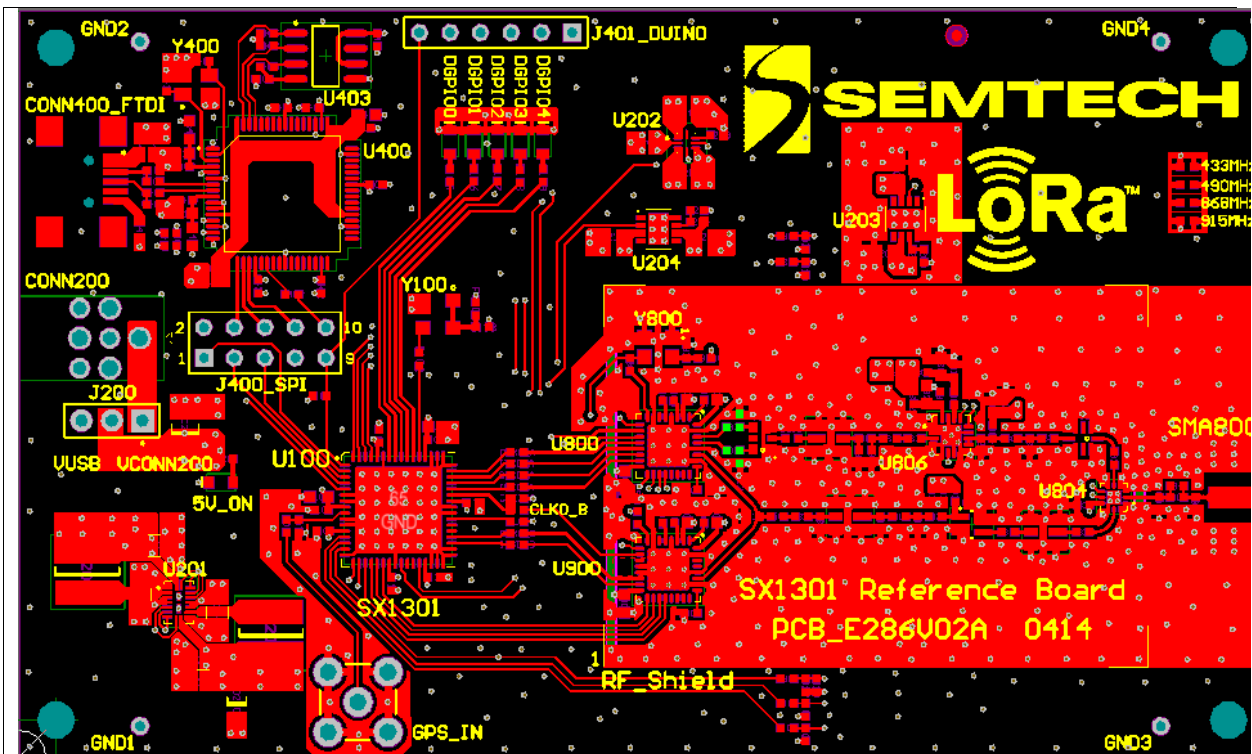 GND2
Y400
J401_DUINO
GND4
U403
CONN400_FTDI
DGPIO0
DGPIO1
DGPIO2
DGPIO3
DGPIO4
U202
SEMTECH
U400
LoRa™
433MHz
490MHz
868MHz
915MHz
U203
U204
CONN200
Y100
2
10
1
9
J400_SPI
Y800
J200
VUSB
VCONN200
U100
U800
U806
SMA800
5V_ON
65
GND
CLKO_B
U804
U201
U900
SX1301
SX1301 Reference Board
PCB_E286V02A 0414
1
RF_Shield
GPS_IN
GND1
GND3